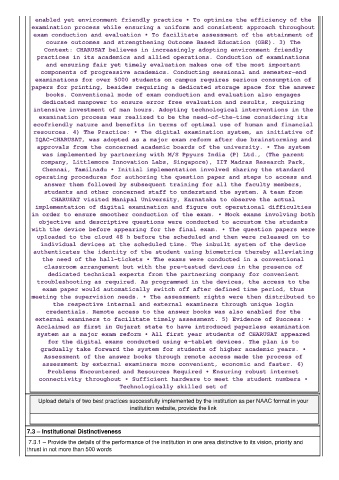 enabled yet environment friendly practice • To optimize the efficiency of the
examination process while ensuring a uniform and consistent approach throughout
exam conduction and evaluation • To facilitate assessment of the attainment of
course outcomes and strengthening Outcome Based Education (OBE). 3) The
Context: CHARUSAT believes in increasingly adopting environment friendly
practices in its academics and allied operations. Conduction of examinations
and ensuring fair yet timely evaluation makes one of the most important
components of progressive academics. Conducting sessional and semester-end
examinations for over 5000 students on campus requires serious consumption of
papers for printing, besides requiring a dedicated storage space for the answer
books. Conventional mode of exam conduction and evaluation also engages
dedicated manpower to ensure error free evaluation and results, requiring
intensive investment of man hours. Adopting technological interventions in the
examination process was realized to be the need-of-the-time considering its
ecofriendly nature and benefits in terms of optimal use of human and financial
resources. 4) The Practice: • The digital examination system, an initiative of
IQAC-CHARUSAT, was adopted as a major exam reform after due brainstorming and
approvals from the concerned academic boards of the university. • The system
was implemented by partnering with M/S Ppyurs India (P) Ltd., (The parent
company, Littlemore Innovation Labs, Singapore), IIT Madras Research Park,
Chennai, Tamilnadu • Initial implementation involved sharing the standard
operating procedures for authoring the question paper and steps to access and
answer them followed by subsequent training for all the faculty members,
students and other concerned staff to understand the system. A team from
CHARUSAT visited Manipal University, Karnataka to observe the actual
implementation of digital examination and figure out operational difficulties
in order to ensure smoother conduction of the exam. • Mock exams involving both
objective and descriptive questions were conducted to accustom the students
with the device before appearing for the final exam. • The question papers were
uploaded to the cloud 48 h before the scheduled and then were released on to
individual devices at the scheduled time. The inbuilt system of the device
authenticates the identity of the student using biometrics thereby alleviating
the need of the hall-tickets • The exams were conducted in a conventional
classroom arrangement but with the pre-tested devices in the presence of
dedicated technical experts from the partnering company for convenient
troubleshooting as required. As programmed in the devices, the access to the
exam paper would automatically switch off after defined time period, thus
meeting the supervision needs. • The assessment rights were then distributed to
the respective internal and external examiners through unique login
credentials. Remote access to the answer books was also enabled for the
external examiners to facilitate timely assessment. 5) Evidence of Success: •
Acclaimed as first in Gujarat state to have introduced paperless examination
system as a major exam reform • All first year students of CHARUSAT appeared
for the digital exams conducted using e-tablet devices. The plan is to
gradually take forward the system for students of higher academic years. •
Assessment of the answer books through remote access made the process of
assessment by external examiners more convenient, economic and faster. 6)
Problems Encountered and Resources Required • Ensuring robust internet
connectivity throughout • Sufficient hardware to meet the student numbers •
Technologically skilled set of
Upload details of two best practices successfully implemented by the institution as per NAAC format in your
institution website, provide the link
7.3 – Institutional Distinctiveness
7.3.1 – Provide the details of the performance of the institution in one area distinctive to its vision, priority and
thrust in not more than 500 words